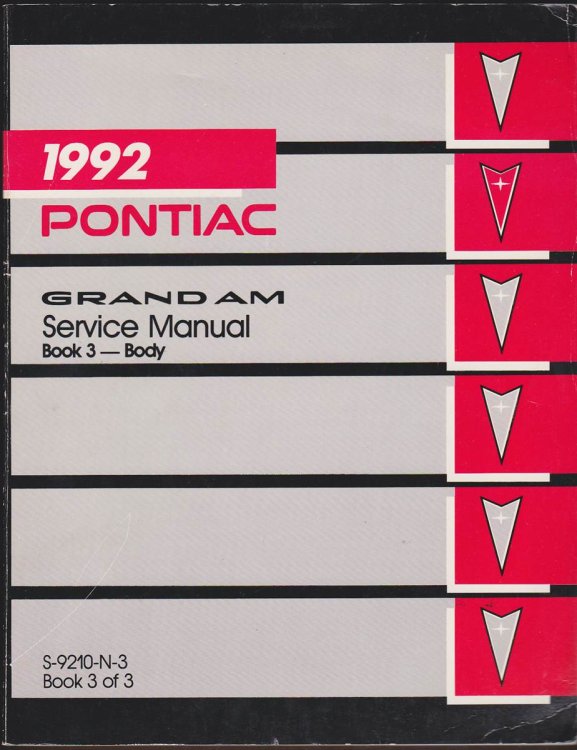 1992
PONTIAC
GRAND AM
Service Manual
Book 3 — Body
S-9210-N-3
Book 3 of 3